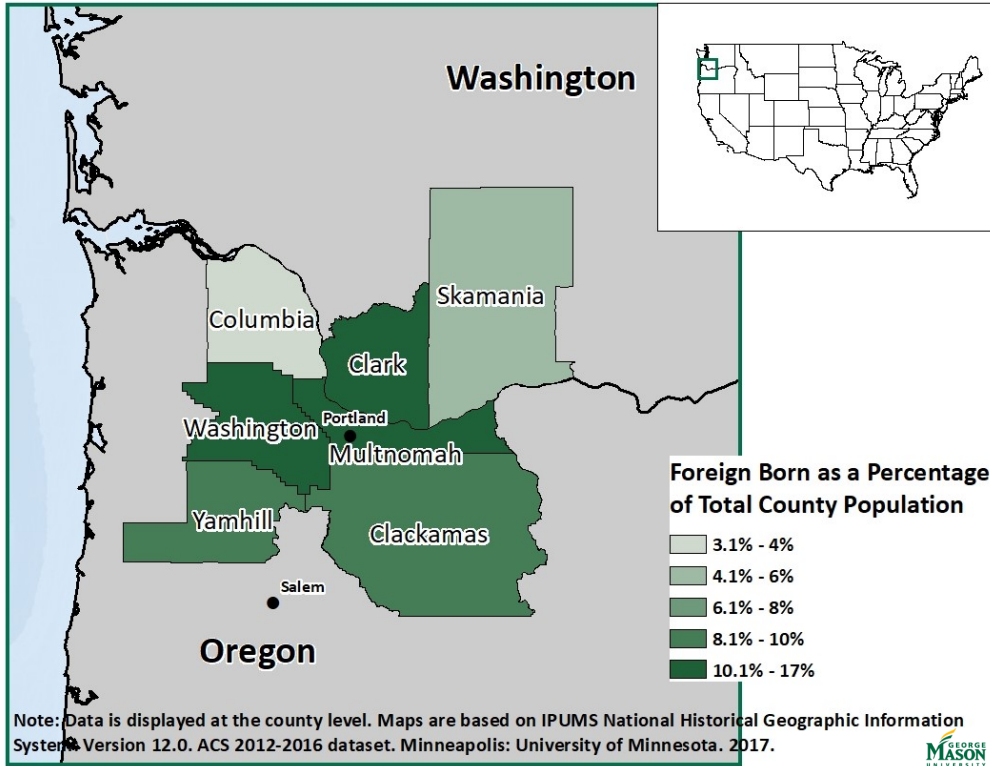 Washington
Skamania
Columbia
Clark
Portland
Washington
Multnomah
Yamhill
Clackamas
Salem
Oregon
Foreign Born as a Percentage
of Total County Population
3.1% - 4%
4.1% - 6%
6.1% - 8%
8.1% - 10%
10.1% - 17%
Note: Data is displayed at the county level. Maps are based on IPUMS National Historical Geographic Information
System: Version 12.0. ACS 2012-2016 dataset. Minneapolis: University of Minnesota. 2017.
GEORGE
MASON
UNIVERSITY